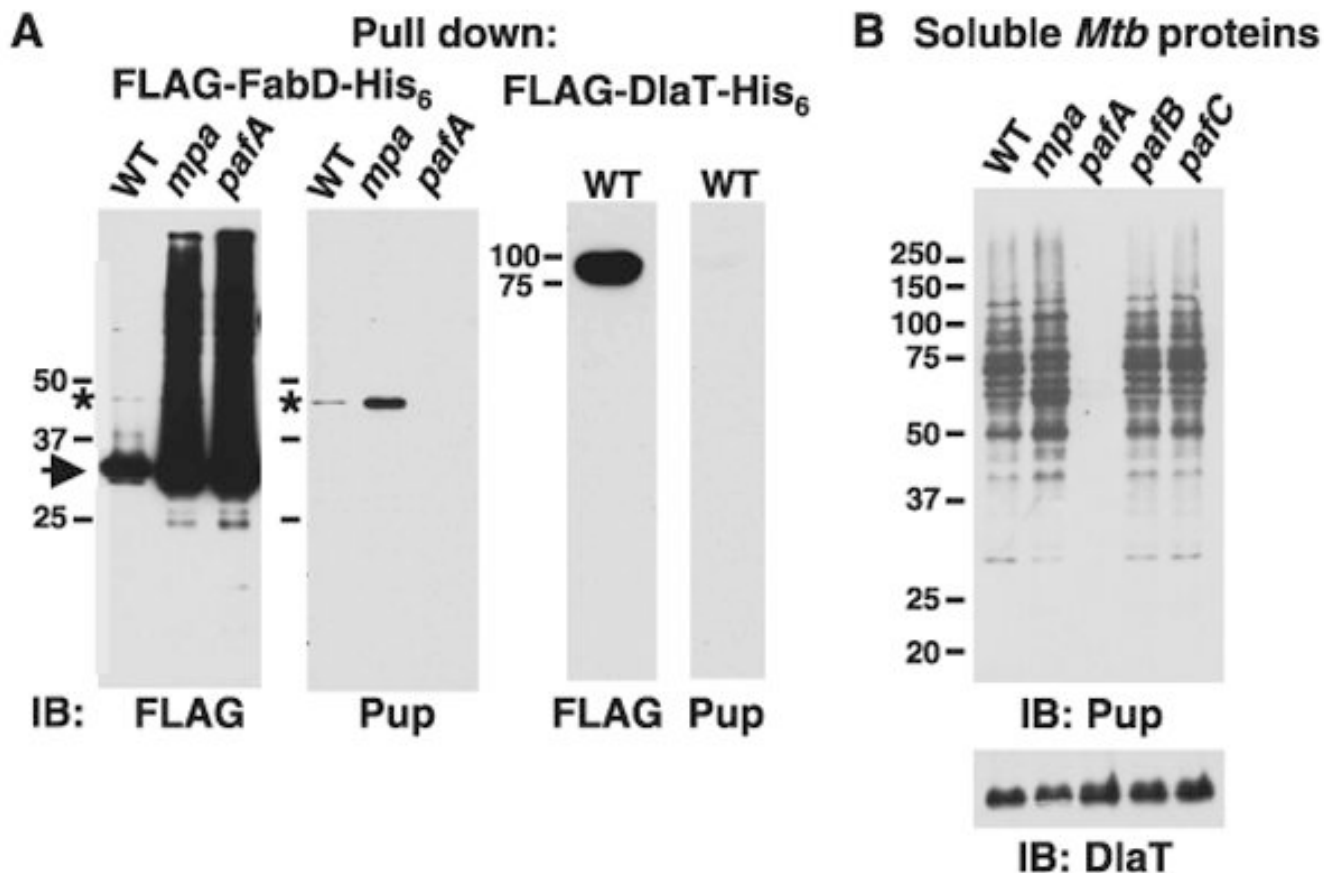 A
Pull down:
FLAG-FabD-His6
FLAG-DlaT-His6
WT mpa pafA
WT mpa pafA
WT WT
50
*
37
25
*
100
75
IB: FLAG Pup FLAG Pup
B Soluble Mtb proteins
WT mpa pafA pafB pafC
250
150
100
75
50
37
25
20
IB: Pup
IB: DlaT